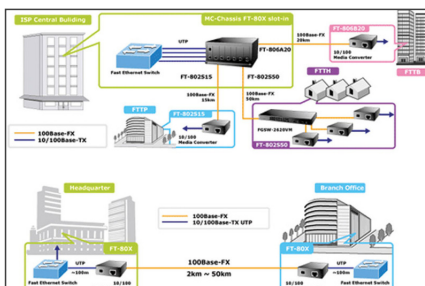 ISP Central Building
MC-Chassis FT-80X slot-in
UTP
FT-806A20
Fast Ethernet Switch
FT-802S15
FT-802S50
100Base-FX
20km
FT-806B20
10/100
Media Converter
FTTB
100Base-FX
15km
100Base-FX
50km
FTTH
FTTP
FT-802S15
10/100
Media Converter
FGSW-2620VM
FT-802S50
100Base-FX
10/100Base-TX
Headquarter
Branch Office
100Base-FX
10/100Base-TX UTP
FT-80X
FT-80X
UTP
~100m
100Base-FX
2km ~ 50km
UTP
~100m
Fast Ethernet Switch
10/100
10/100
Fast Ethernet Switch